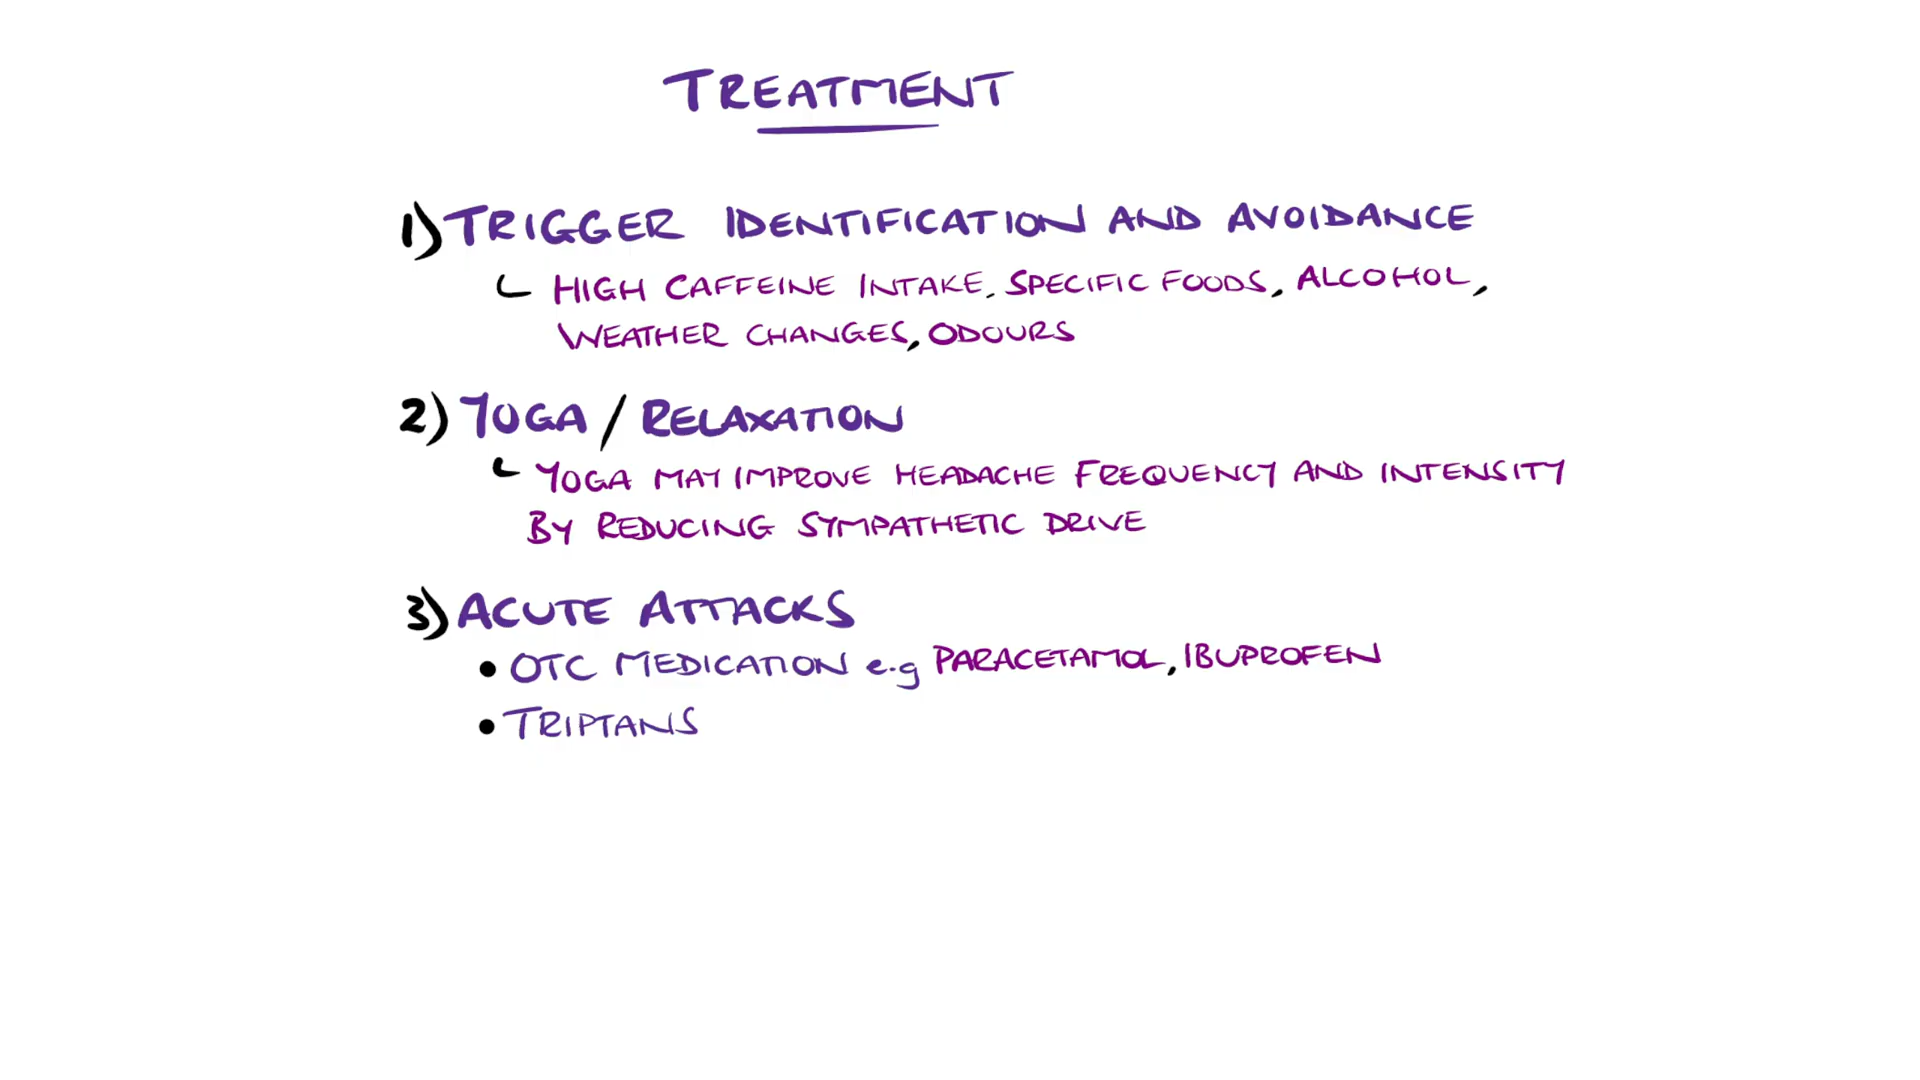 TREATMENT
1) TRIGGER IDENTIFICATION AND AVOIDANCE
HIGH CAFFEINE INTAKE, SPECIFIC FOODS, ALCOHOL,
WEATHER CHANGES, ODOURS
2) YOGA / RELAXATION
YOGA MAY IMPROVE HEADACHE FREQUENCY AND INTENSITY
BY REDUCING SYMPATHETIC DRIVE
3) ACUTE ATTACKS
• OTC MEDICATION e.g PARACETAMOL, IBUPROFEN
• TRIPTANS